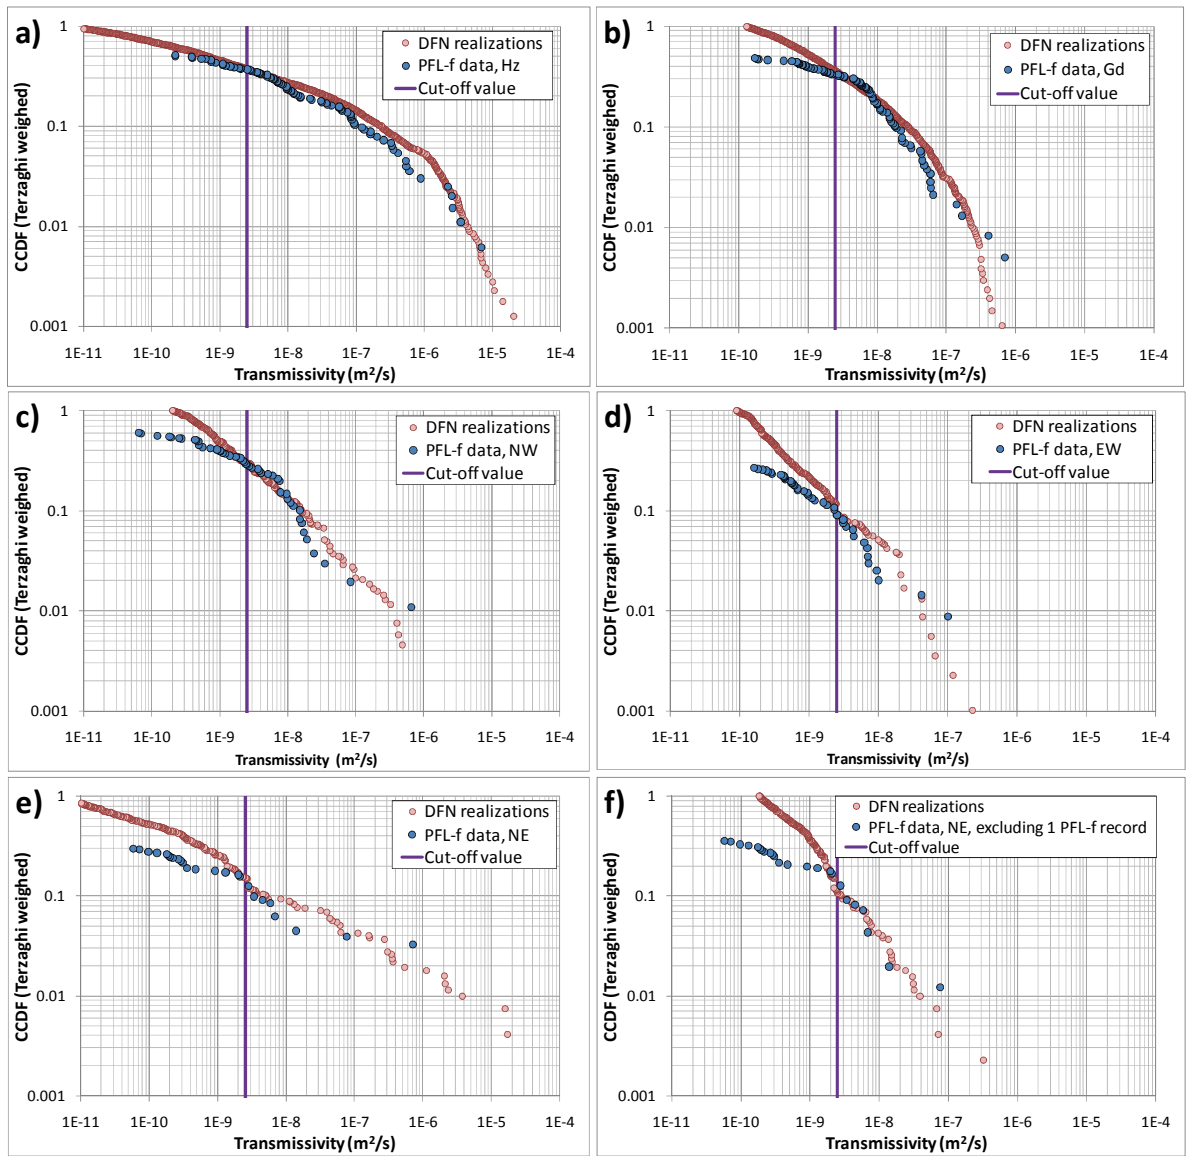 a)
DFN realizations
PFL-f data, Hz
Cut-off value
CCDF (Terzaghi weighed)
1
0.1
0.01
0.001
1E-11 1E-10 1E-9 1E-8 1E-7 1E-6 1E-5 1E-4
Transmissivity (m²/s)
b)
DFN realizations
PFL-f data, Gd
Cut-off value
CCDF (Terzaghi weighed)
1
0.1
0.01
0.001
1E-11 1E-10 1E-9 1E-8 1E-7 1E-6 1E-5 1E-4
Transmissivity (m²/s)
c)
DFN realizations
PFL-f data, NW
Cut-off value
CCDF (Terzaghi weighed)
1
0.1
0.01
0.001
1E-11 1E-10 1E-9 1E-8 1E-7 1E-6 1E-5 1E-4
Transmissivity (m²/s)
d)
DFN realizations
PFL-f data, EW
Cut-off value
CCDF (Terzaghi weighed)
1
0.1
0.01
0.001
1E-11 1E-10 1E-9 1E-8 1E-7 1E-6 1E-5 1E-4
Transmissivity (m²/s)
e)
DFN realizations
PFL-f data, NE
Cut-off value
CCDF (Terzaghi weighed)
1
0.1
0.01
0.001
1E-11 1E-10 1E-9 1E-8 1E-7 1E-6 1E-5 1E-4
Transmissivity (m²/s)
f)
DFN realizations
PFL-f data, NE, excluding 1 PFL-f record
Cut-off value
CCDF (Terzaghi weighed)
1
0.1
0.01
0.001
1E-11 1E-10 1E-9 1E-8 1E-7 1E-6 1E-5 1E-4
Transmissivity (m²/s)